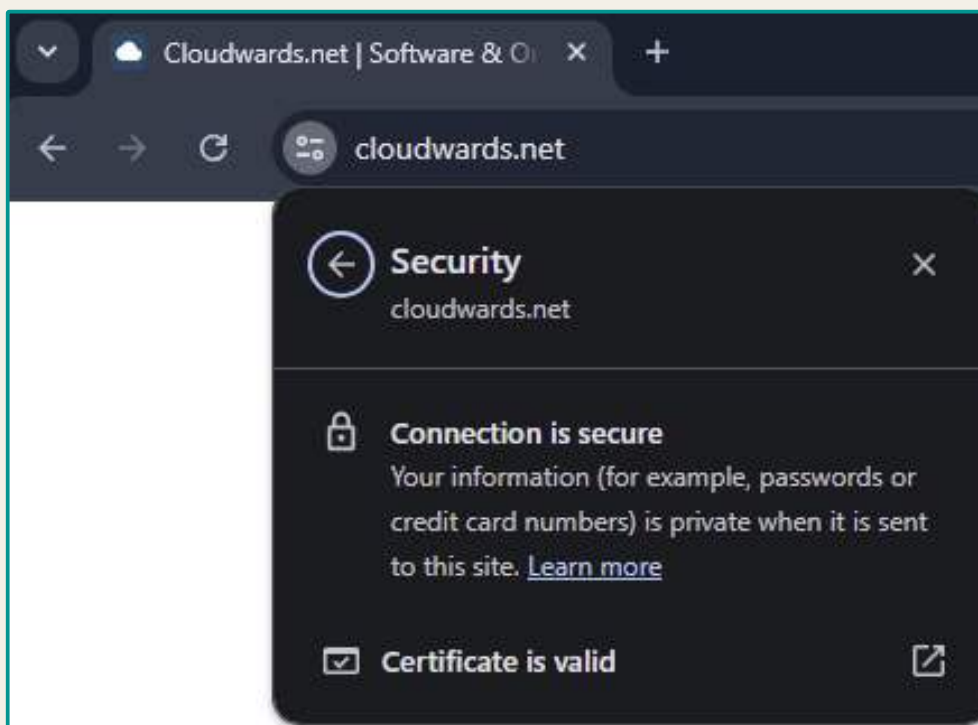 Cloudwards.net | Software & O
cloudwards.net
Security
cloudwards.net
Connection is secure
Your information (for example, passwords or
credit card numbers) is private when it is sent
to this site. Learn more
Certificate is valid